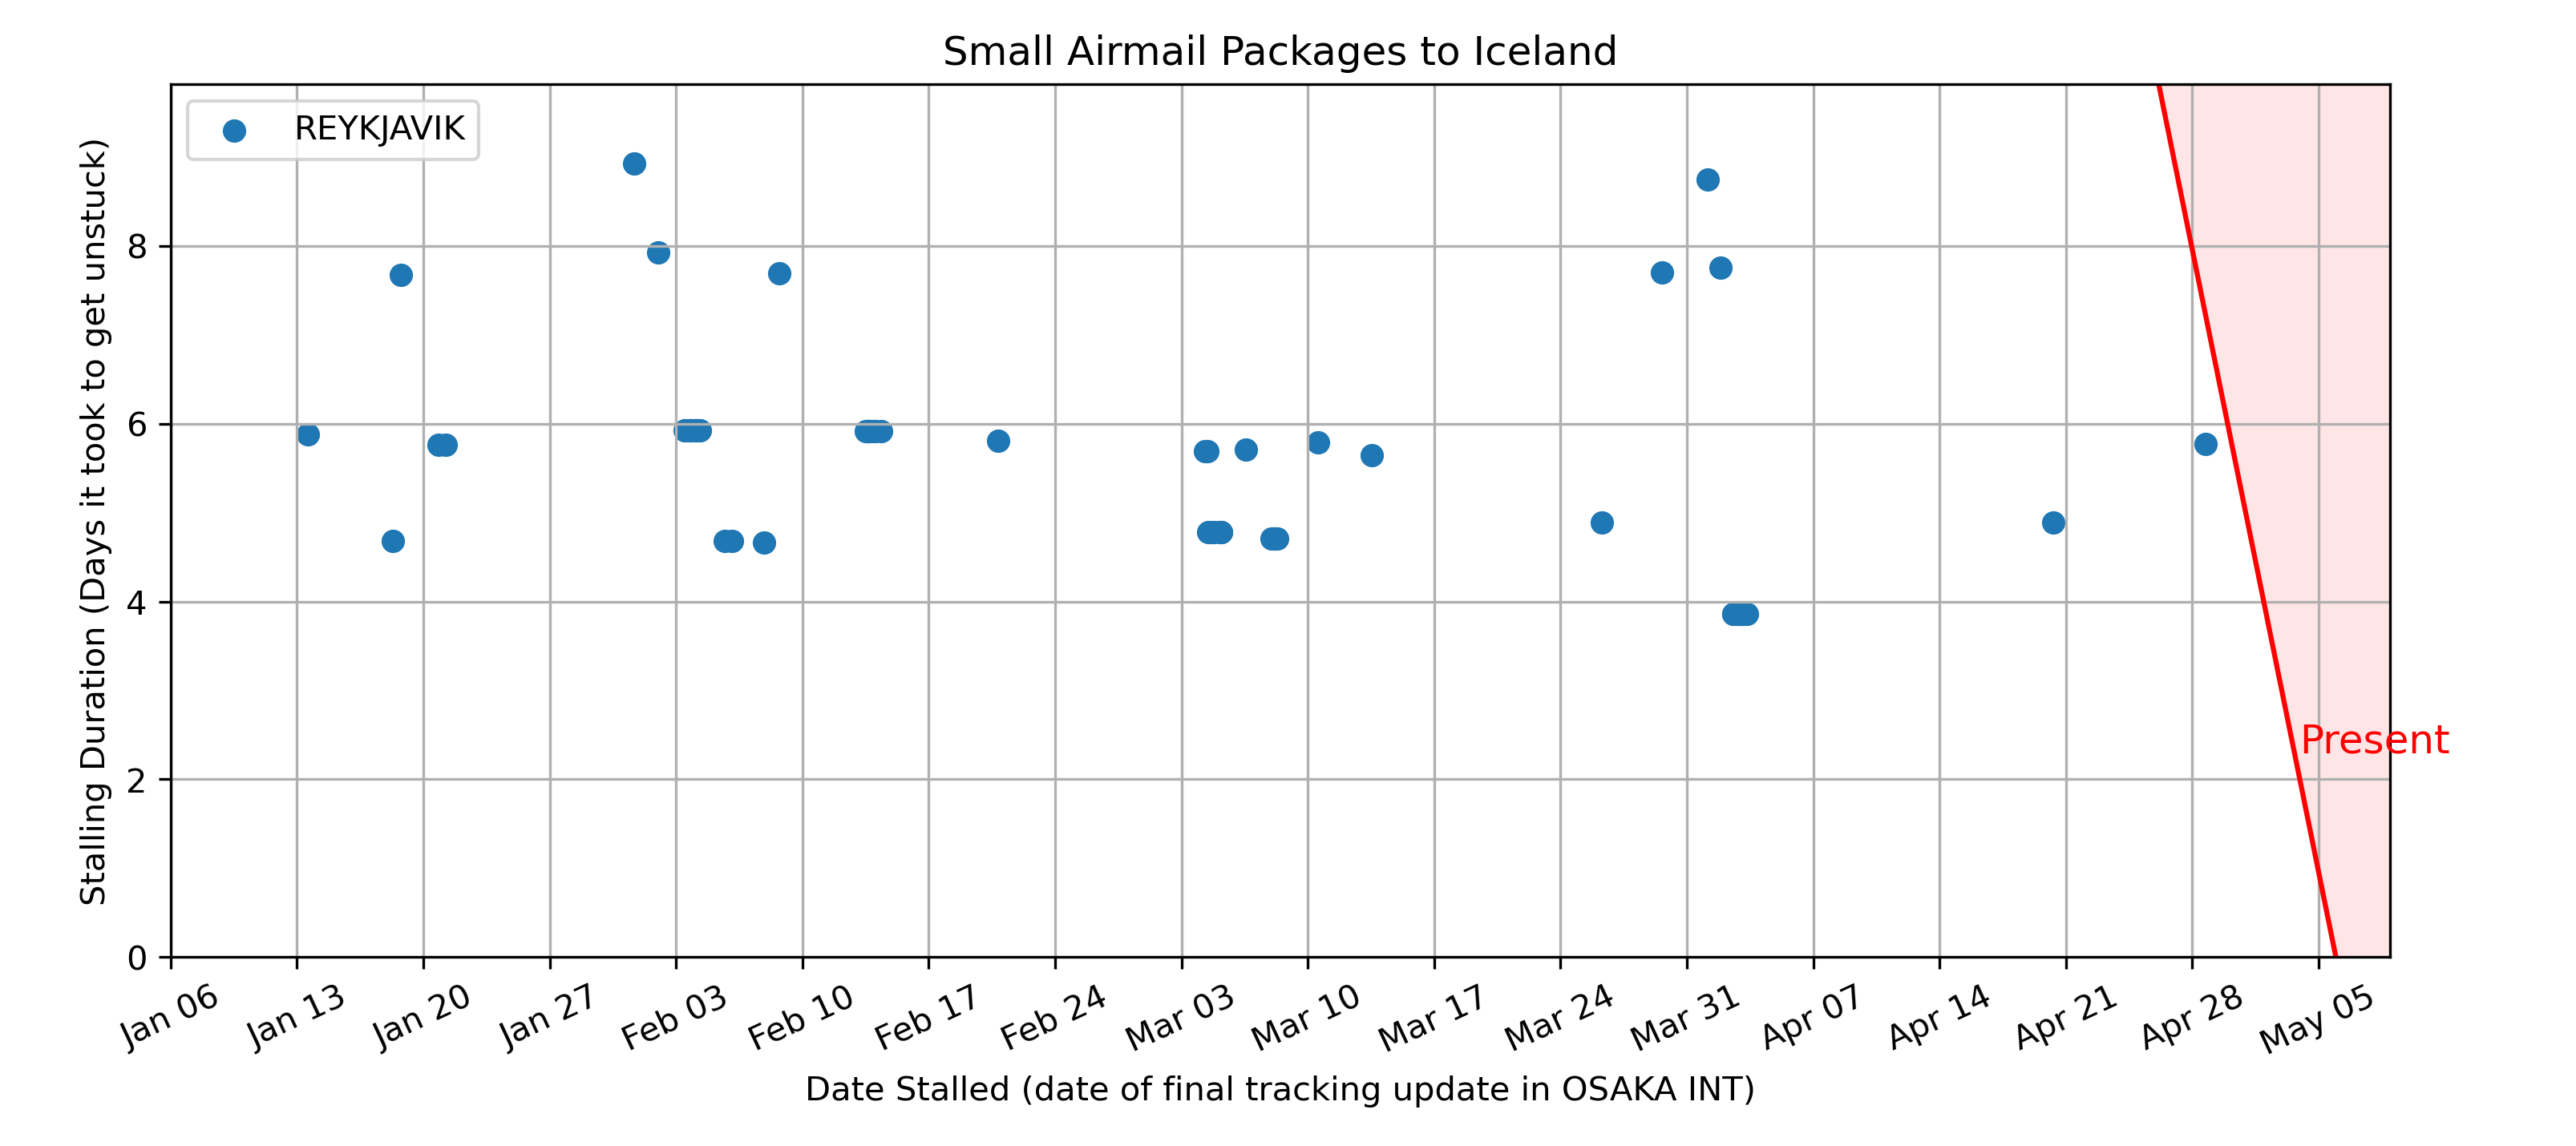 Small Airmail Packages to Iceland
REYKJAVIK
Stalling Duration (Days it took to get unstuck)
8
6
4
2
0
Present
Jan 06
Jan 13
Jan 20
Jan 27
Feb 03
Feb 10
Feb 17
Feb 24
Mar 03
Mar 10
Mar 17
Mar 24
Mar 31
Apr 07
Apr 14
Apr 21
Apr 28
May 05
Date Stalled (date of final tracking update in OSAKA INT)